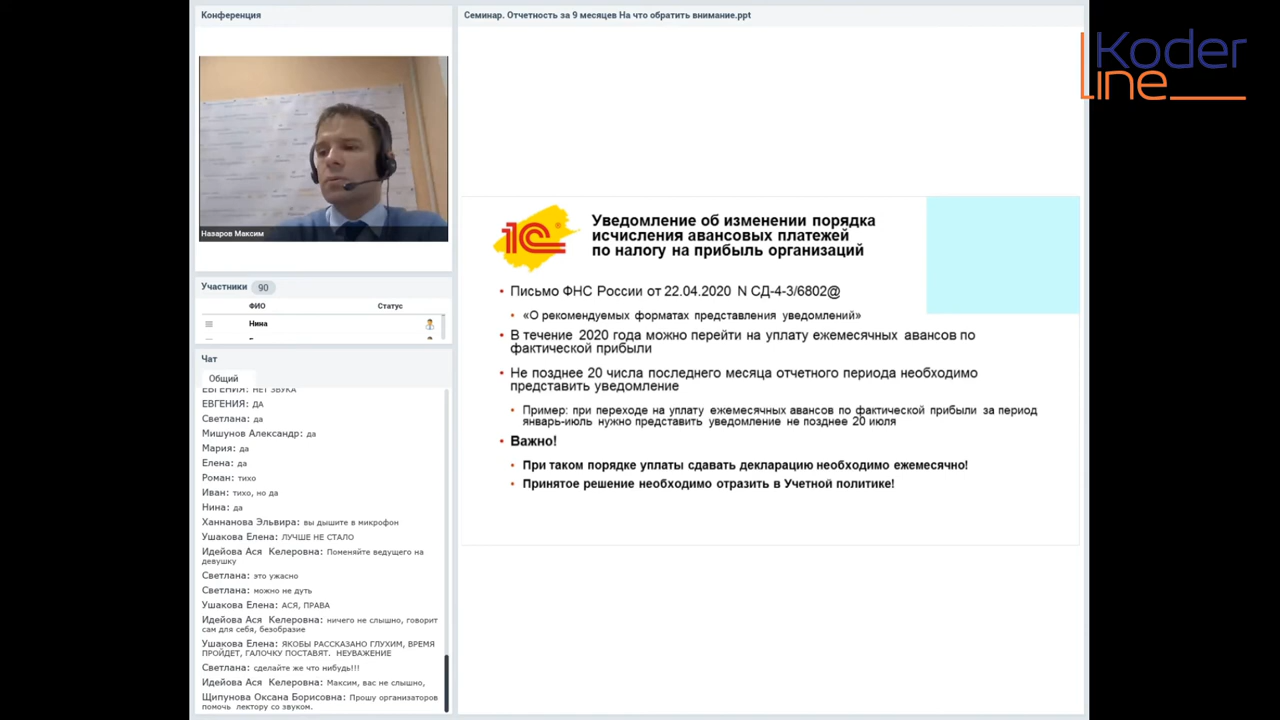 Конференция
Семинар. Отчетность за 9 месяцев На что обратить внимание.ppt
Koder
Line
Назаров Максим
Участники 90
ФИО Статус
Нина
Чат
Общий
ЕВГЕНИЯ: НЕТ ЗВУКА
ЕВГЕНИЯ: ДА
Светлана: да
Мишунов Александр: да
Мария: да
Елена: да
Роман: тихо
Иван: тихо, но да
Нина: да
Ханнанова Эльвира: вы дышите в микрофон
Ушакова Елена: ЛУЧШЕ НЕ СТАЛО
Идейова Ася Келеровна: Поменяйте ведущего на
девушку
Светлана: это ужасно
Светлана: можно не дуть
Ушакова Елена: АСЯ, ПРАВА
Идейова Ася Келеровна: ничего не слышно, говорит
сам для себя, безобразие
Ушакова Елена: ЯКОБЫ РАССКАЗАНО ГЛУХИМ, ВРЕМЯ
ПРОЙДЕТ, ГАЛОЧКУ ПОСТАВЯТ. НЕУВАЖЕНИЕ
Светлана: сделайте же что нибудь!!!
Идейова Ася Келеровна: Максим, вас не слышно,
Щипунова Оксана Борисовна: Прошу организаторов
помочь лектору со звуком.
1С
Уведомление об изменении порядка
исчисления авансовых платежей
по налогу на прибыль организаций
• Письмо ФНС России от 22.04.2020 N СД-4-3/6802@
• «О рекомендуемых форматах представления уведомлений»
• В течение 2020 года можно перейти на уплату ежемесячных авансов по
фактической прибыли
• Не позднее 20 числа последнего месяца отчетного периода необходимо
представить уведомление
• Пример: при переходе на уплату ежемесячных авансов по фактической прибыли за период
январь-июль нужно представить уведомление не позднее 20 июля
• Важно!
• При таком порядке уплаты сдавать декларацию необходимо ежемесячно!
• Принятое решение необходимо отразить в Учетной политике!